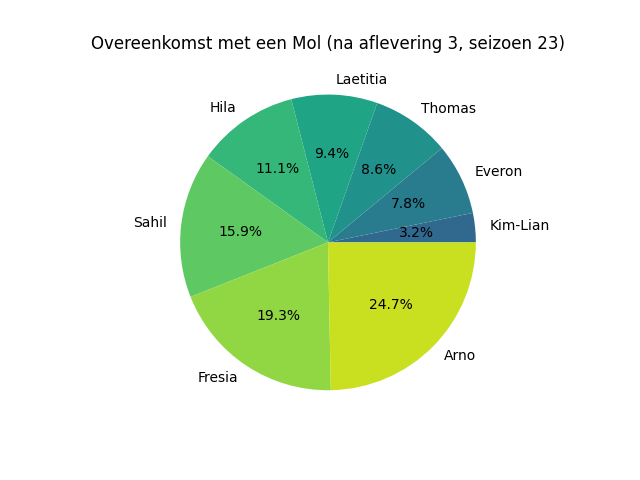 Overeenkomst met een Mol (na aflevering 3, seizoen 23)
Laetitia
Hila
Thomas
9.4%
11.1%
8.6%
Everon
7.8%
Sahil
15.9%
3.2%
Kim-Lian
24.7%
19.3%
Arno
Fresia